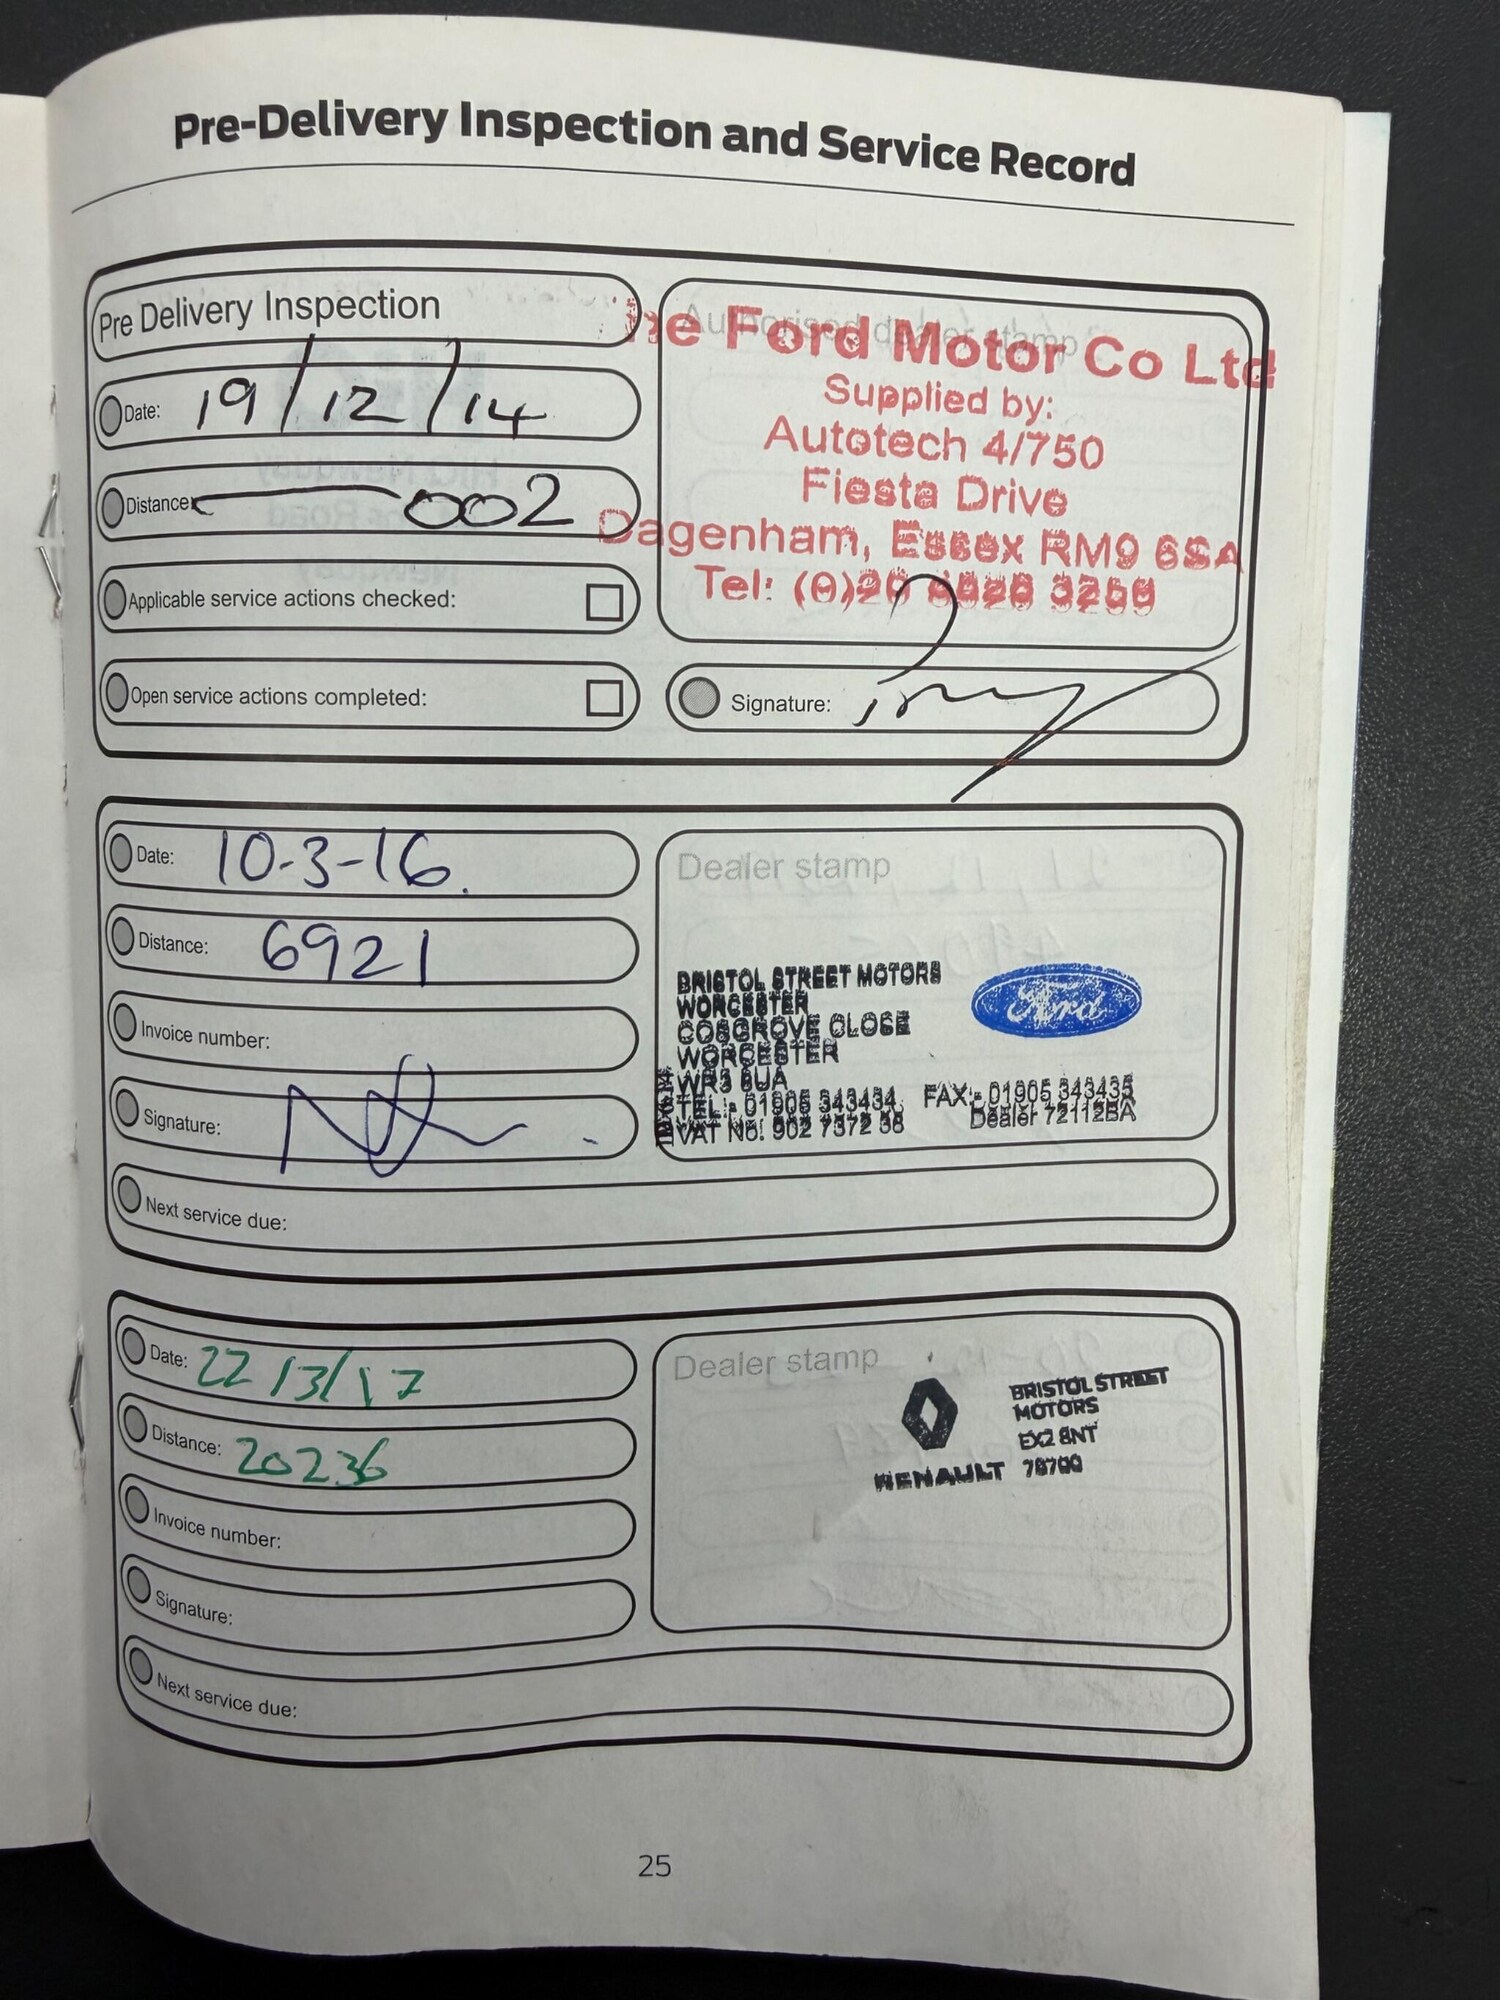 Pre-Delivery Inspection and Service Record
Pre Delivery Inspection
Date: 19/12/14
Distance: 002
Applicable service actions checked:
Open service actions completed:
Authorised dealer stamp
he Ford Motor Co Ltd
Supplied by:
Autotech 4/750
Fiesta Drive
Dagenham, Essex RM9 6SA
Tel:
Signature:
Date: 10-3-16.
Distance: 6921
Invoice number:
Signature:
Next service due:
Dealer stamp
BRISTOL STREET MOTORS
WORCESTER
COSGROVE CLOSE
WORCESTER
WR3 8UA
TEL:- 01905 343434 FAX:- 01905 343435
VAT No. 902 7372 38 Dealer 72112BA
Ford
Date: 22/3/17
Distance: 20236
Invoice number:
Signature:
Next service due:
Dealer stamp
RENAULT
BRISTOL STREET
MOTORS
EX2 8NT
78700
25